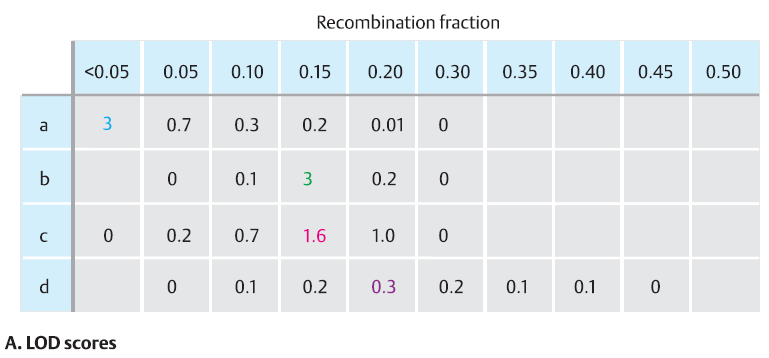 Recombination fraction
<0.05 0.05 0.10 0.15 0.20 0.30 0.35 0.40 0.45 0.50
a 3 0.7 0.3 0.2 0.01 0
b 0 0.1 3 0.2 0
c 0 0.2 0.7 1.6 1.0 0
d 0 0.1 0.2 0.3 0.2 0.1 0.1 0
A. LOD scores